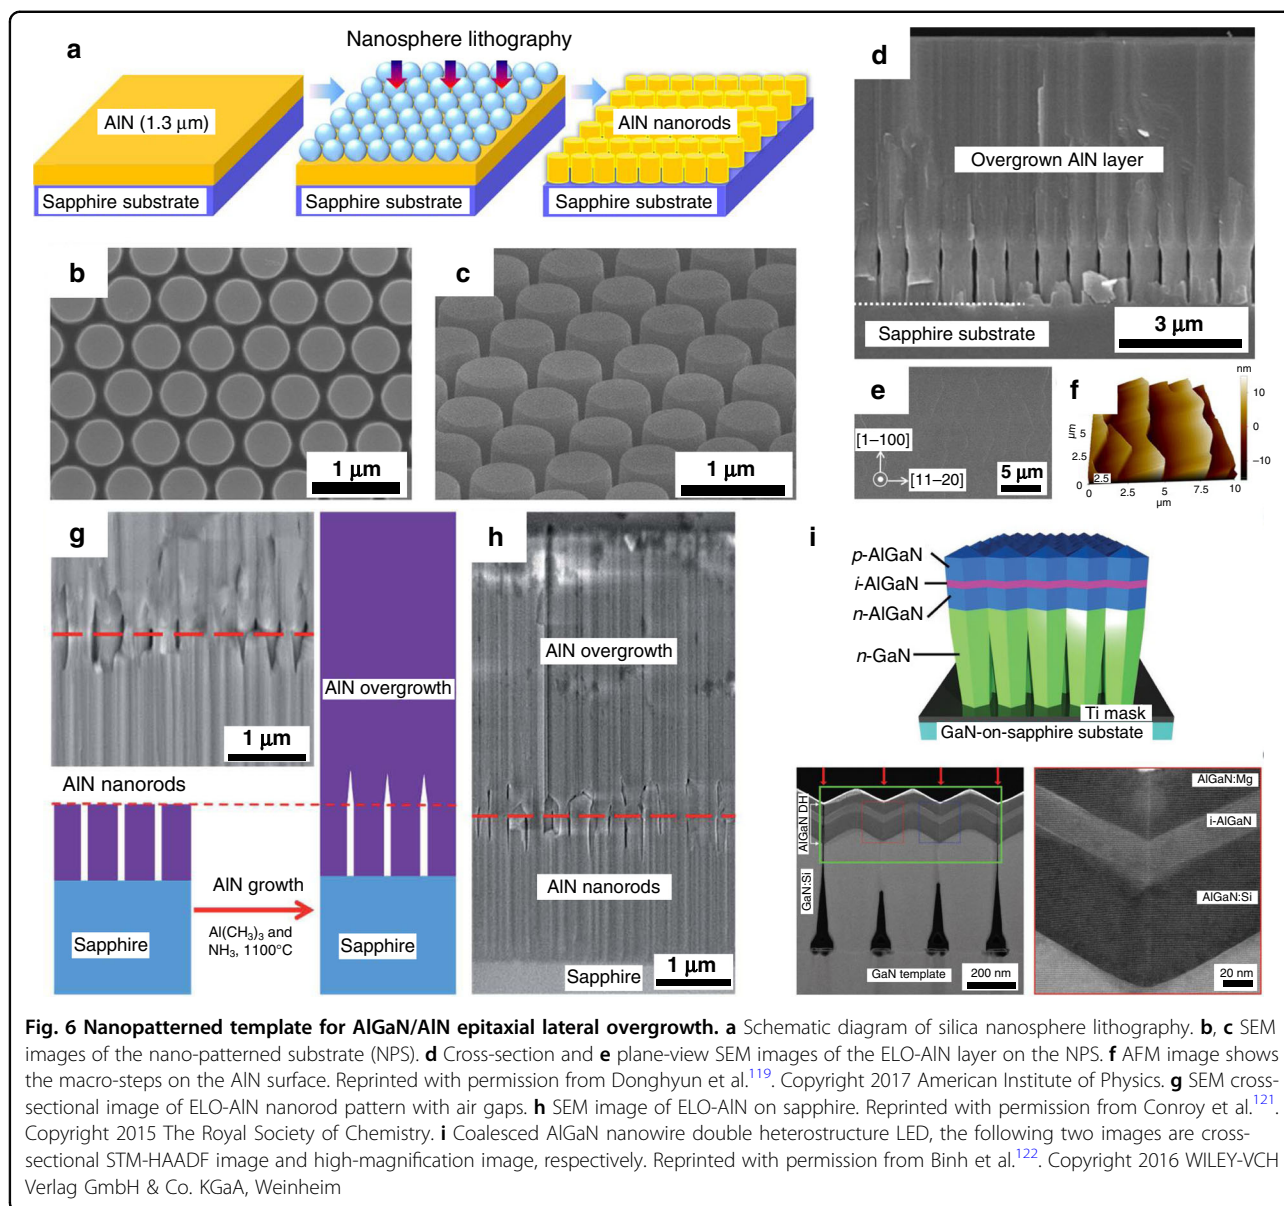 a
Nanosphere lithography
AlN (1.3 μm)
Sapphire substrate
Sapphire substrate
AlN nanorods
Sapphire substrate
b
1 μm
c
1 μm
d
Overgrown AlN layer
Sapphire substrate
3 μm
e
[1–100]
[11–20]
5 μm
f
nm
10
0
−10
μm
5
2.5
0
2.5
0
2.5
5
7.5
10
μm
g
1 μm
AlN nanorods
Sapphire
AlN growth
Al(CH₃)₃ and
NH₃, 1100°C
AlN overgrowth
Sapphire
h
AlN overgrowth
AlN nanorods
Sapphire
1 μm
i
p-AlGaN
i-AlGaN
n-AlGaN
n-GaN
Ti mask
GaN-on-sapphire substate
AlGaN DH
GaN:Si
GaN template
200 nm
AlGaN:Mg
i-AlGaN
AlGaN:Si
20 nm
Fig. 6 Nanopatterned template for AlGaN/AlN epitaxial lateral overgrowth. a Schematic diagram of silica nanosphere lithography. b, c SEM
images of the nano-patterned substrate (NPS). d Cross-section and e plane-view SEM images of the ELO-AlN layer on the NPS. f AFM image shows
the macro-steps on the AlN surface. Reprinted with permission from Donghyun et al.119. Copyright 2017 American Institute of Physics. g SEM cross-
sectional image of ELO-AlN nanorod pattern with air gaps. h SEM image of ELO-AlN on sapphire. Reprinted with permission from Conroy et al.121.
Copyright 2015 The Royal Society of Chemistry. i Coalesced AlGaN nanowire double heterostructure LED, the following two images are cross-
sectional STM-HAADF image and high-magnification image, respectively. Reprinted with permission from Binh et al.122. Copyright 2016 WILEY-VCH
Verlag GmbH & Co. KGaA, Weinheim